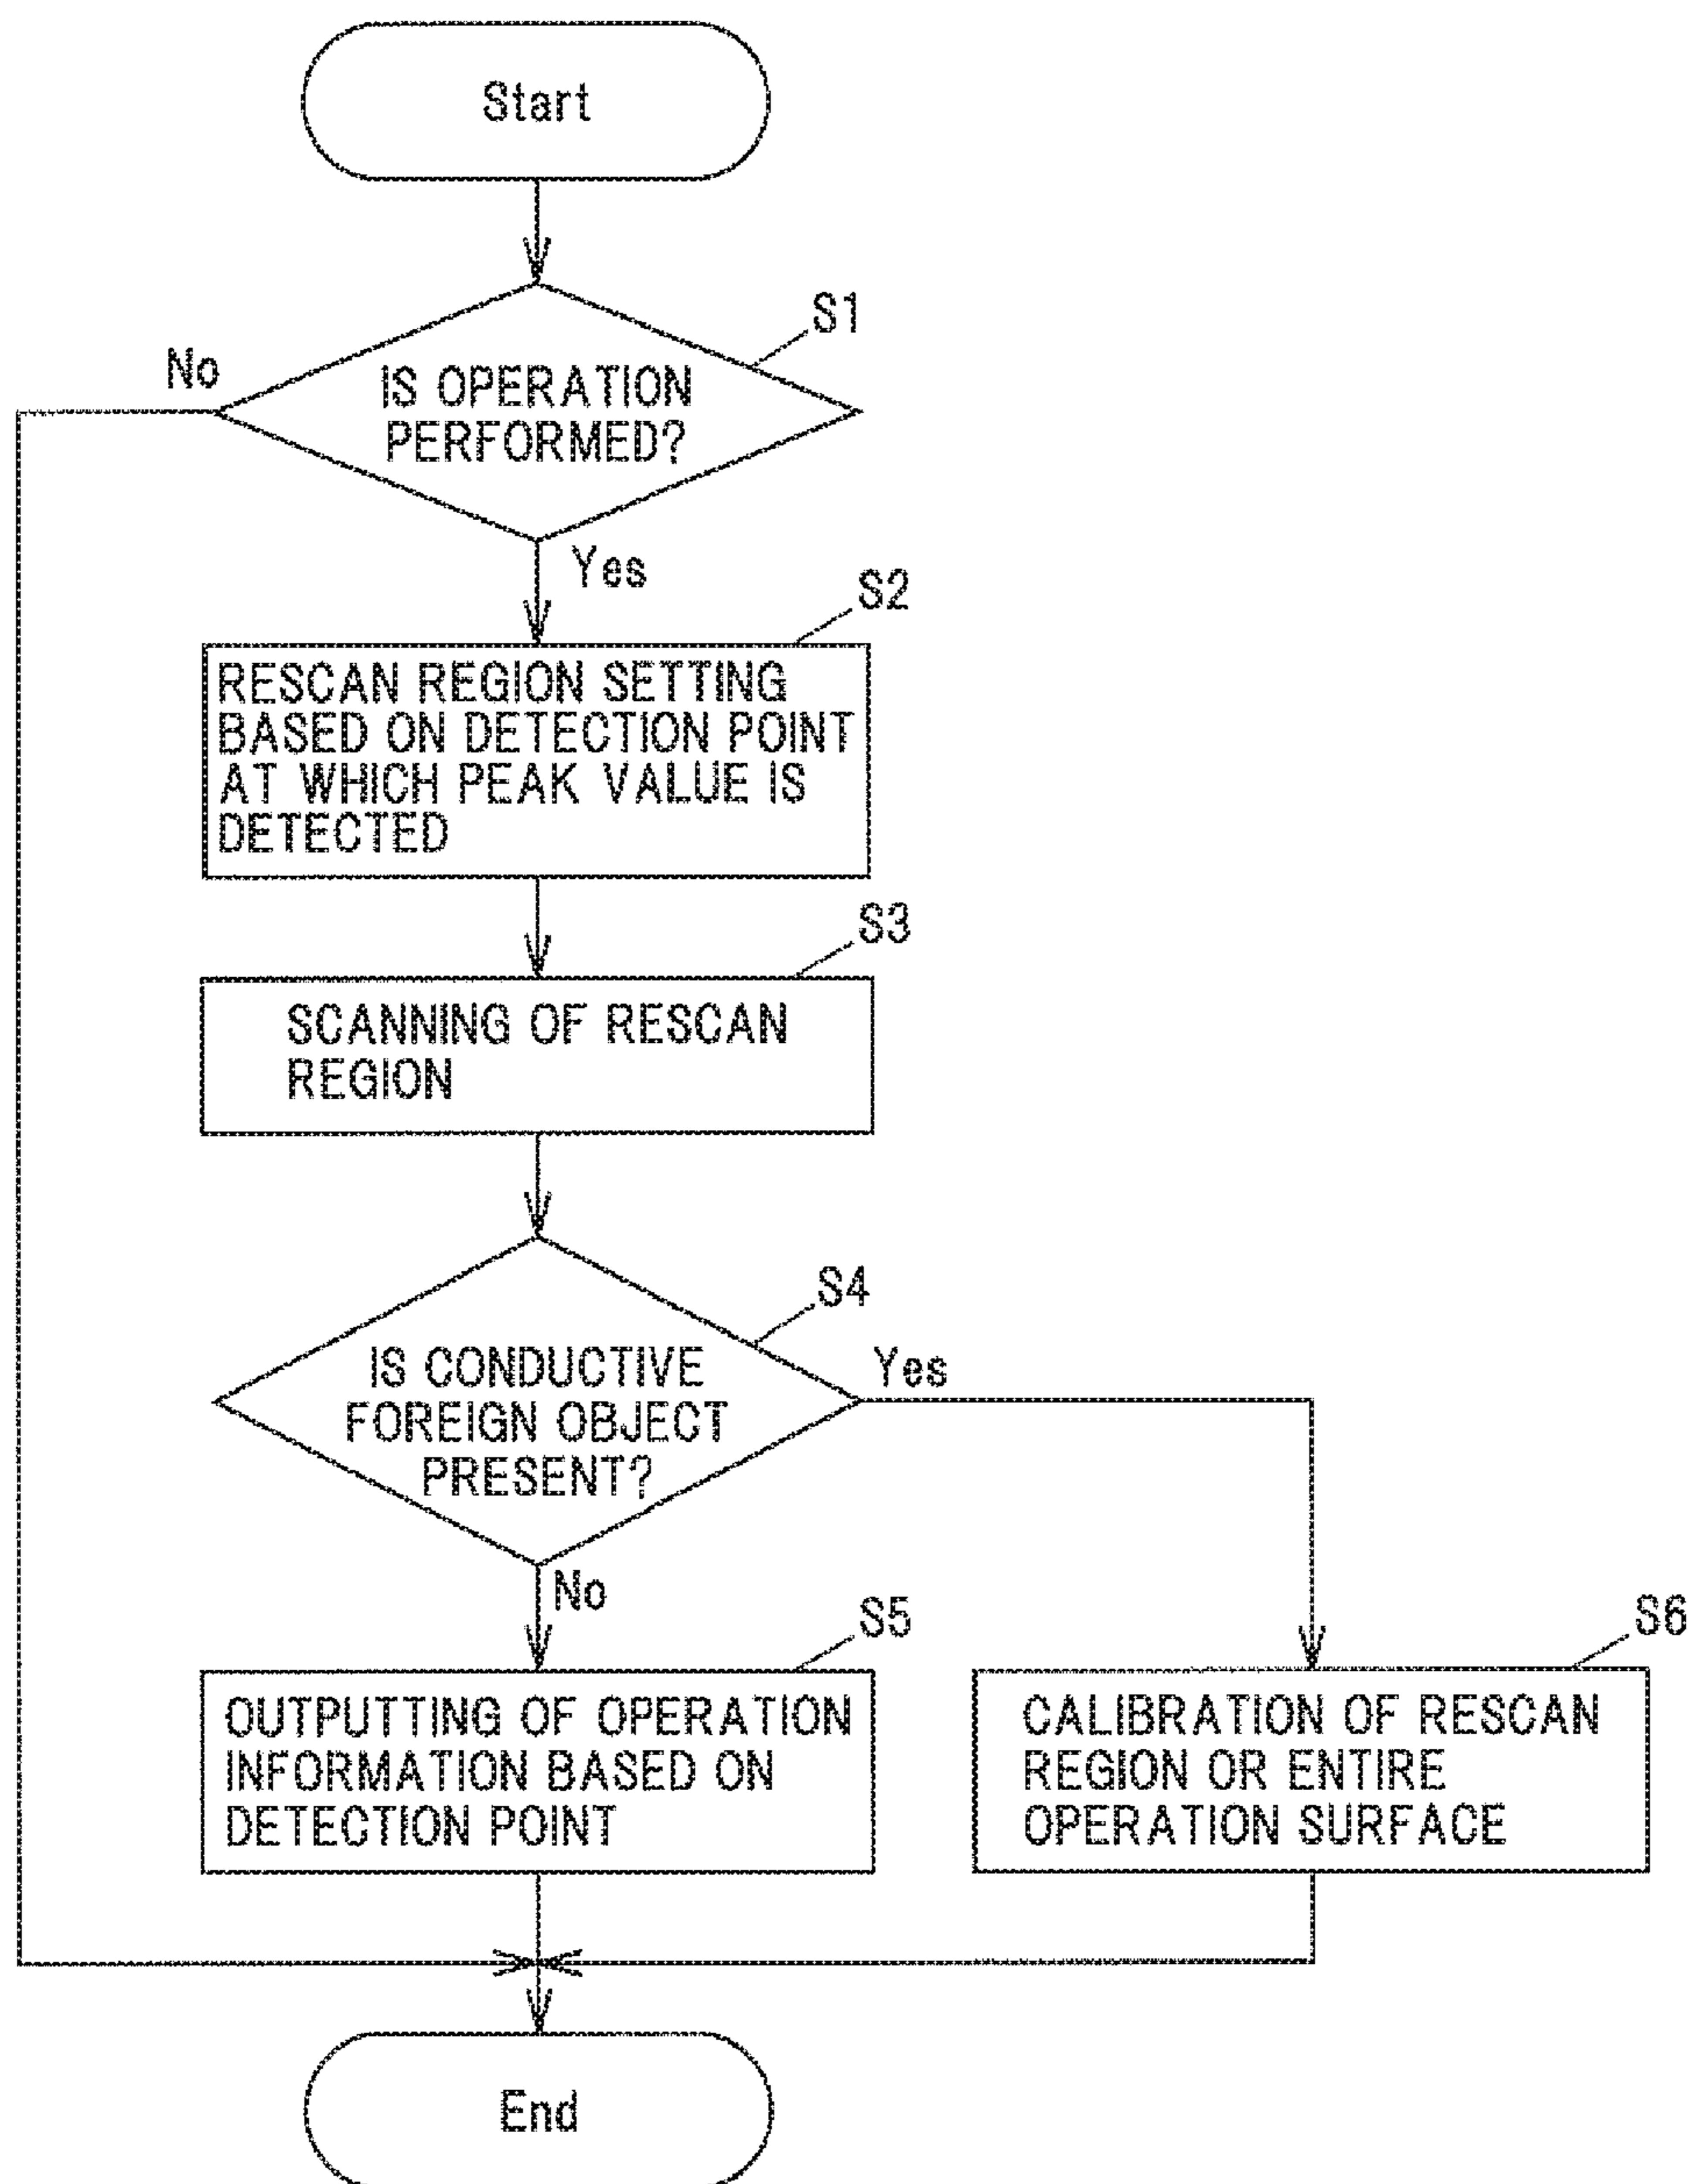 Start
S1
No
IS OPERATION
PERFORMED?
Yes
S2
RESCAN REGION SETTING
BASED ON DETECTION POINT
AT WHICH PEAK VALUE IS
DETECTED
S3
SCANNING OF RESCAN
REGION
S4
IS CONDUCTIVE
FOREIGN OBJECT
PRESENT?
Yes
No
S5
OUTPUTTING OF OPERATION
INFORMATION BASED ON
DETECTION POINT
S6
CALIBRATION OF RESCAN
REGION OR ENTIRE
OPERATION SURFACE
End